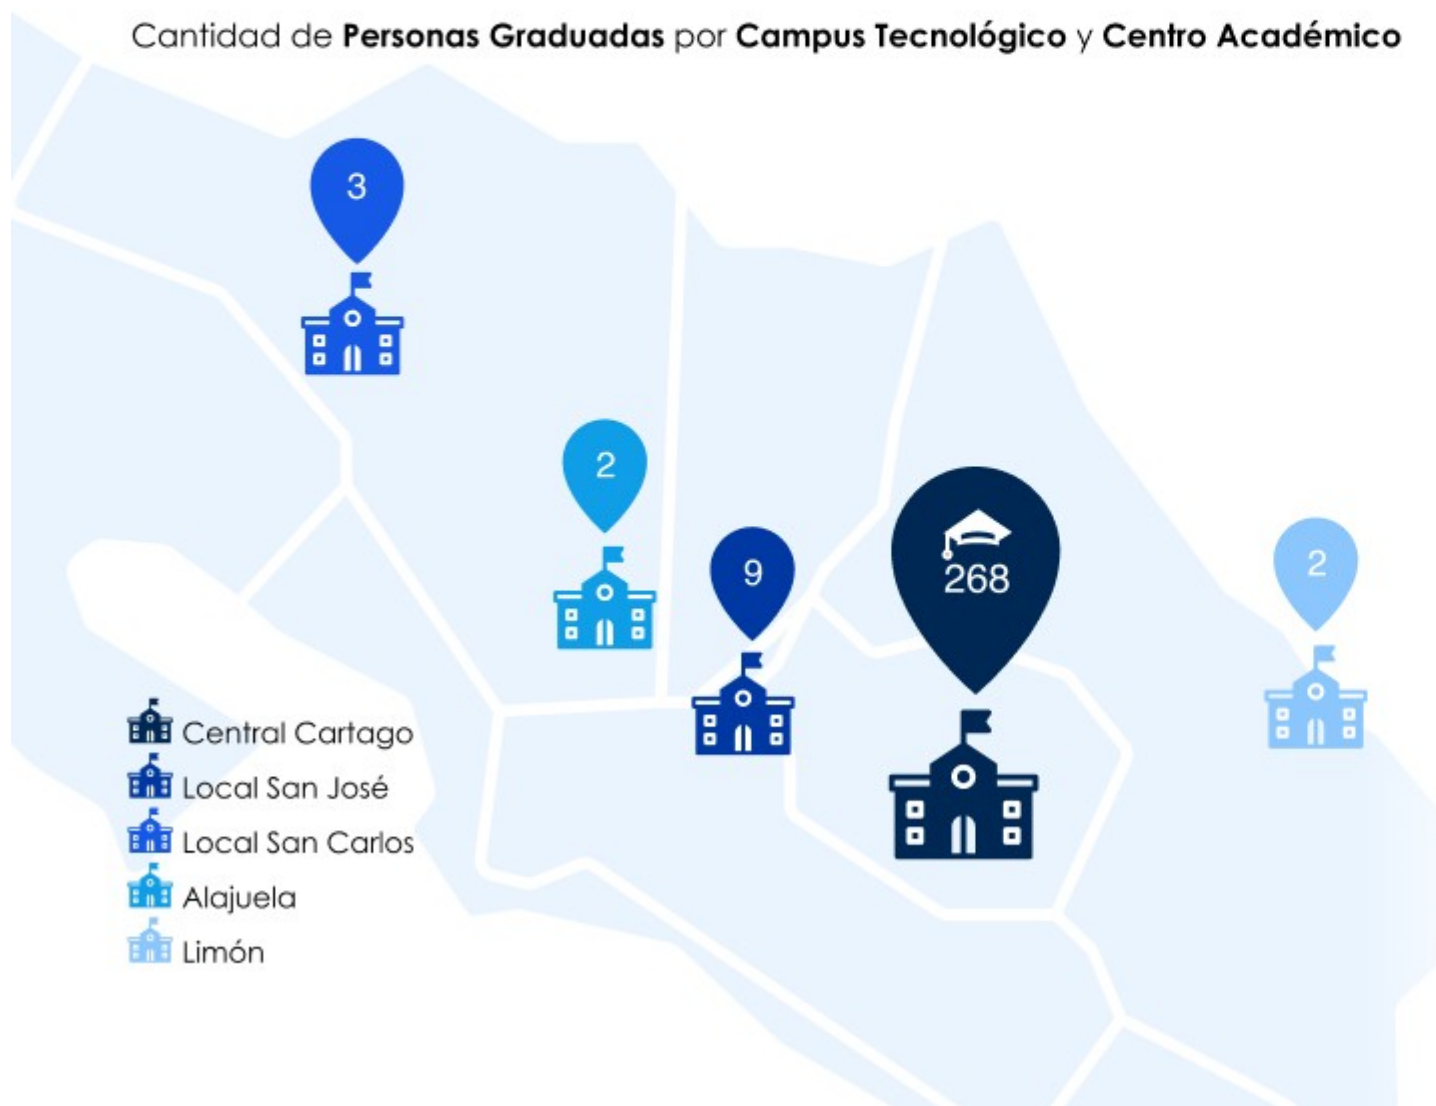 Cantidad de Personas Graduadas por Campus Tecnológico y Centro Académico
3
2
9
268
2
Central Cartago
Local San José
Local San Carlos
Alajuela
Limón